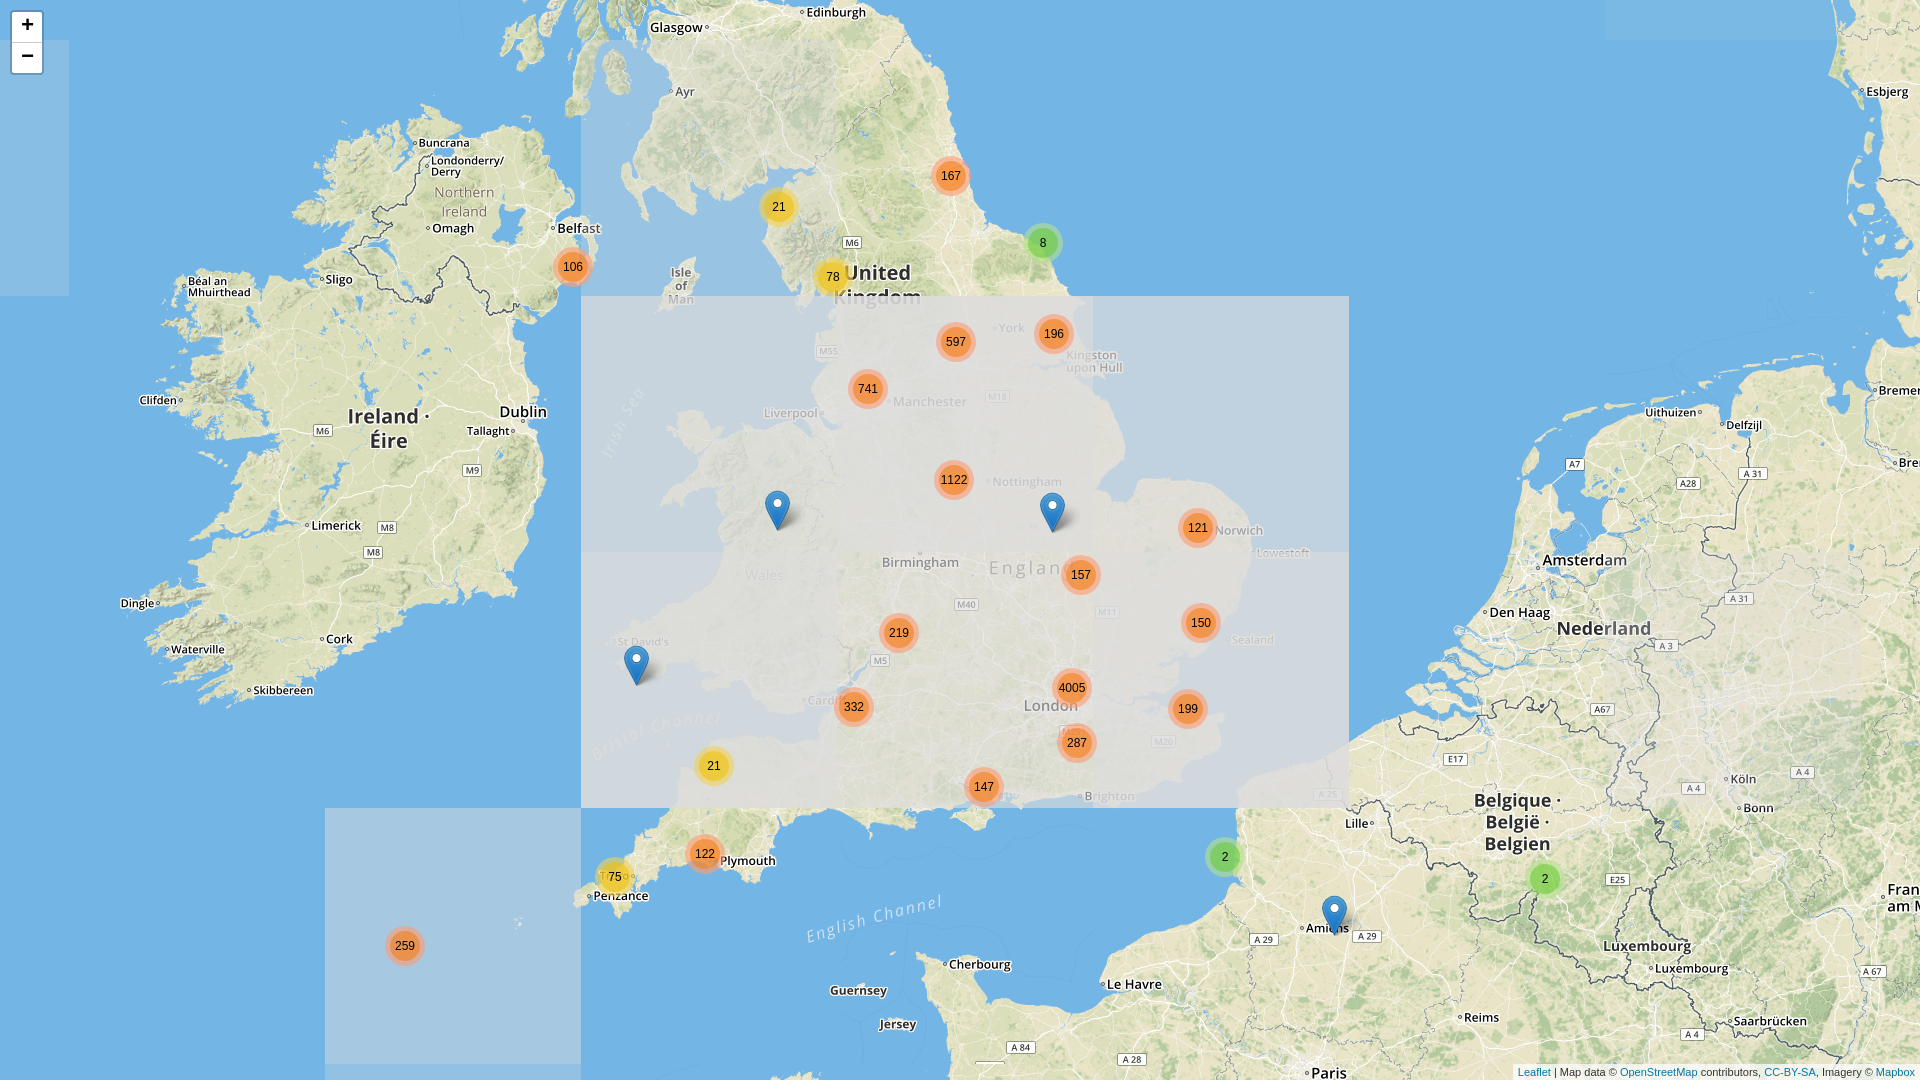 +
−
Glasgow
Edinburgh
Ayr
Esbjerg
Buncrana
Londonderry/
Derry
Northern
Ireland
Omagh
Belfast
167
21
M6
8
106
78
United
Kingdom
Isle
of
Man
Sligo
Béal an
Mhuirthead
York
196
597
M55
Kingston
upon Hull
741
Manchester
M18
Liverpool
Irish Sea
Clifden
Ireland ·
Éire
M6
Dublin
Tallaght
M9
Uithuizen
Delfzijl
A7
A 31
A28
1122
Nottingham
121
Norwich
Lowestoft
Limerick
M8
M8
Birmingham
Wales
157
M40
M11
Amsterdam
A 31
Den Haag
Nederland
A 3
Dingle
Cork
Waterville
Skibbereen
219
150
Sealand
St David's
M5
4005
London
332
199
287
M20
A67
E17
Bristol Channel
21
147
Brighton
A 25
Köln
A 4
A 4
Bonn
Belgique ·
België ·
Belgien
Lille
122
Plymouth
75
Penzance
2
2
E25
English Channel
259
Amiens
A 29
A 29
Luxembourg
Luxembourg
A 67
Cherbourg
Le Havre
Guernsey
Jersey
Reims
Saarbrücken
A 4
A 84
A 28
Paris
Leaflet | Map data © OpenStreetMap contributors, CC-BY-SA, Imagery © Mapbox